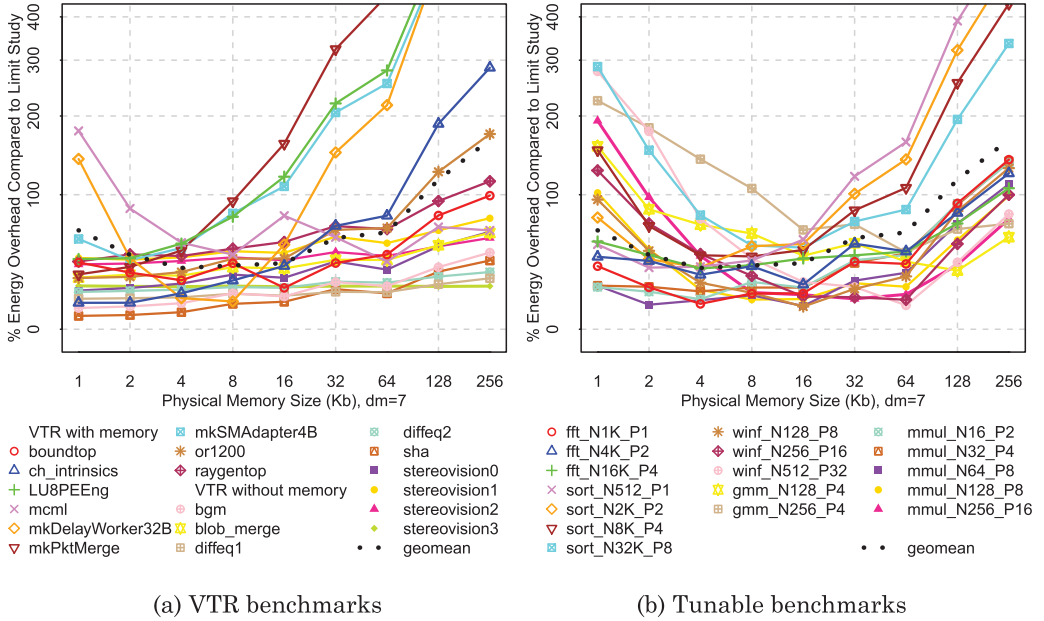 % Energy Overhead Compared to Limit Study
400
300
200
100
0
1 2 4 8 16 32 64 128 256
Physical Memory Size (Kb), dm=7
VTR with memory
boundtop
ch_intrinsics
LU8PEEng
mcml
mkDelayWorker32B
mkPktMerge
mkSMAdapter4B
or1200
raygentop
VTR without memory
bgm
blob_merge
diffeq1
diffeq2
sha
stereovision0
stereovision1
stereovision2
stereovision3
geomean
(a) VTR benchmarks
% Energy Overhead Compared to Limit Study
400
300
200
100
0
1 2 4 8 16 32 64 128 256
Physical Memory Size (Kb), dm=7
fft_N1K_P1
fft_N4K_P2
fft_N16K_P4
sort_N512_P1
sort_N2K_P2
sort_N8K_P4
sort_N32K_P8
winf_N128_P8
winf_N256_P16
winf_N512_P32
gmm_N128_P4
gmm_N256_P4
mmul_N16_P2
mmul_N32_P4
mmul_N64_P8
mmul_N128_P8
mmul_N256_P16
geomean
(b) Tunable benchmarks